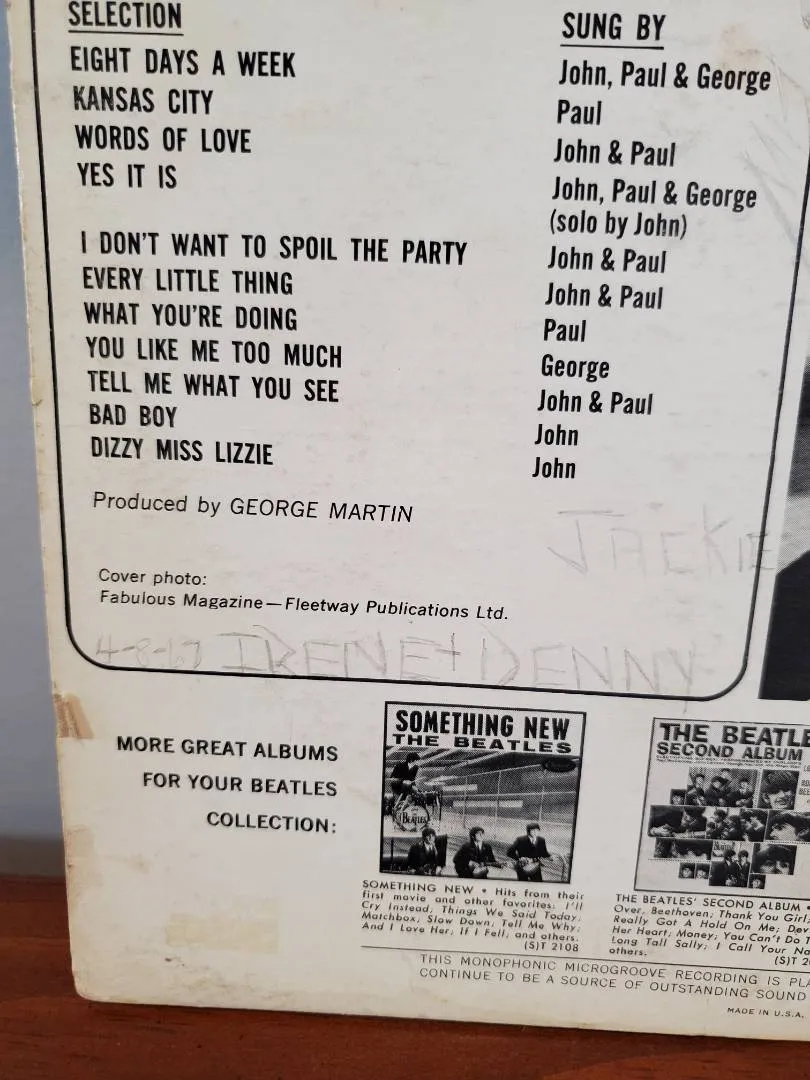 SELECTION SUNG BY
EIGHT DAYS A WEEK John, Paul & George
KANSAS CITY Paul
WORDS OF LOVE John & Paul
YES IT IS John, Paul & George
(solo by John)
I DON'T WANT TO SPOIL THE PARTY John & Paul
EVERY LITTLE THING John & Paul
WHAT YOU'RE DOING Paul
YOU LIKE ME TOO MUCH George
TELL ME WHAT YOU SEE John & Paul
BAD BOY John
DIZZY MISS LIZZIE John
Produced by GEORGE MARTIN
JACKIE
Cover photo:
Fabulous Magazine—Fleetway Publications Ltd.
4-8-67 IRENE + DENNY
MORE GREAT ALBUMS
FOR YOUR BEATLES
COLLECTION:
SOMETHING NEW
THE BEATLES
BEATLES
SOMETHING NEW • Hits from their
first movie and other favorites: I'll
Cry Instead; Things We Said Today;
Matchbox; Slow Down; Tell Me Why;
And I Love Her; If I Fell; and others.
(S)T 2108
THE BEATLE
SECOND ALBUM
THE BEATLES' SECOND ALBUM •
Over, Beethoven; Thank You Girl;
Really Got A Hold On Me; Dev
Her Heart; Money; You Can't Do T
Long Tall Sally; I Call Your Na
others. (S)T 2
THIS MONOPHONIC MICROGROOVE RECORDING IS PLA
CONTINUE TO BE A SOURCE OF OUTSTANDING SOUND
MADE IN U.S.A.